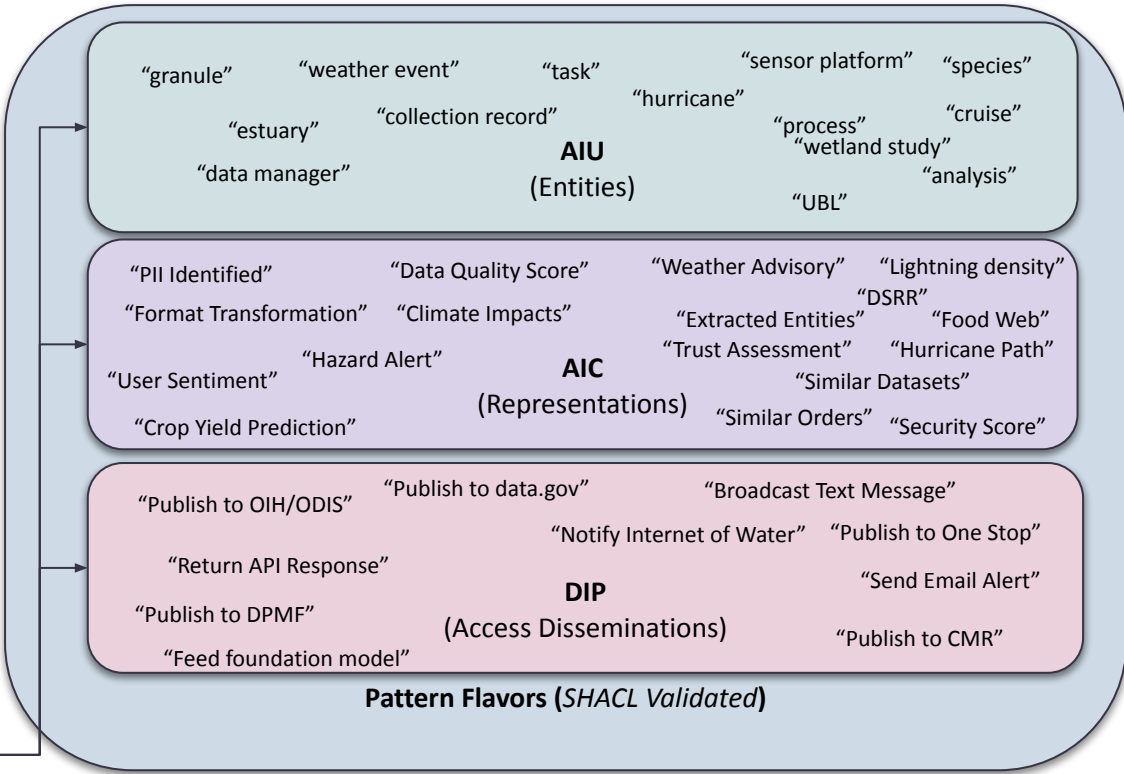 “granule”
“weather event”
“task”
“sensor platform”
“species”
“hurricane”
“collection record”
“cruise”
“estuary”
“process”
“wetland study”
AIU
“data manager”
“analysis”
(Entities)
“UBL”
“PII Identified”
“Data Quality Score”
“Weather Advisory”
“Lightning density”
“DSRR”
“Format Transformation”
“Climate Impacts”
“Extracted Entities”
“Food Web”
“Hazard Alert”
“Trust Assessment”
“Hurricane Path”
AIC
“User Sentiment”
“Similar Datasets”
(Representations)
“Similar Orders”
“Crop Yield Prediction”
“Security Score”
“Publish to OIH/ODIS”
“Publish to data.gov”
“Broadcast Text Message”
“Notify Internet of Water”
“Publish to One Stop”
“Return API Response”
“Send Email Alert”
DIP
“Publish to DPMF”
(Access Disseminations)
“Publish to CMR”
“Feed foundation model”
Pattern Flavors (SHACL Validated)